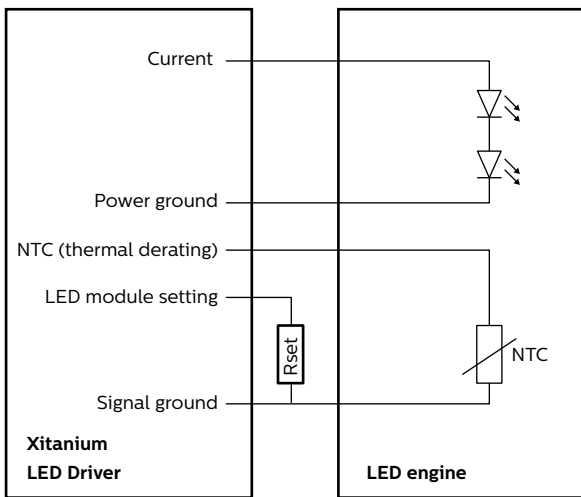 Current
Power ground
NTC (thermal derating)
LED module setting
Rset
NTC
Signal ground
Xitanium
LED Driver
LED engine